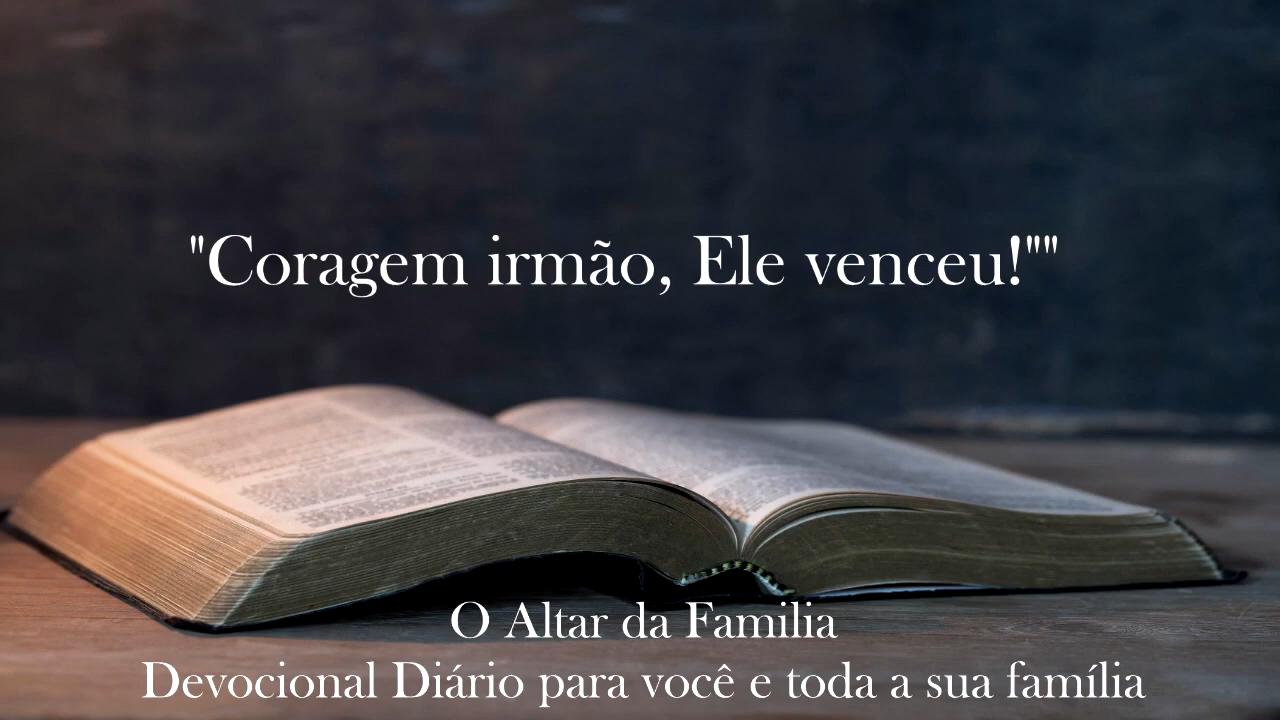 "Coragem irmão, Ele venceu!""
O Altar da Familia
Devocional Diário para você e toda a sua família